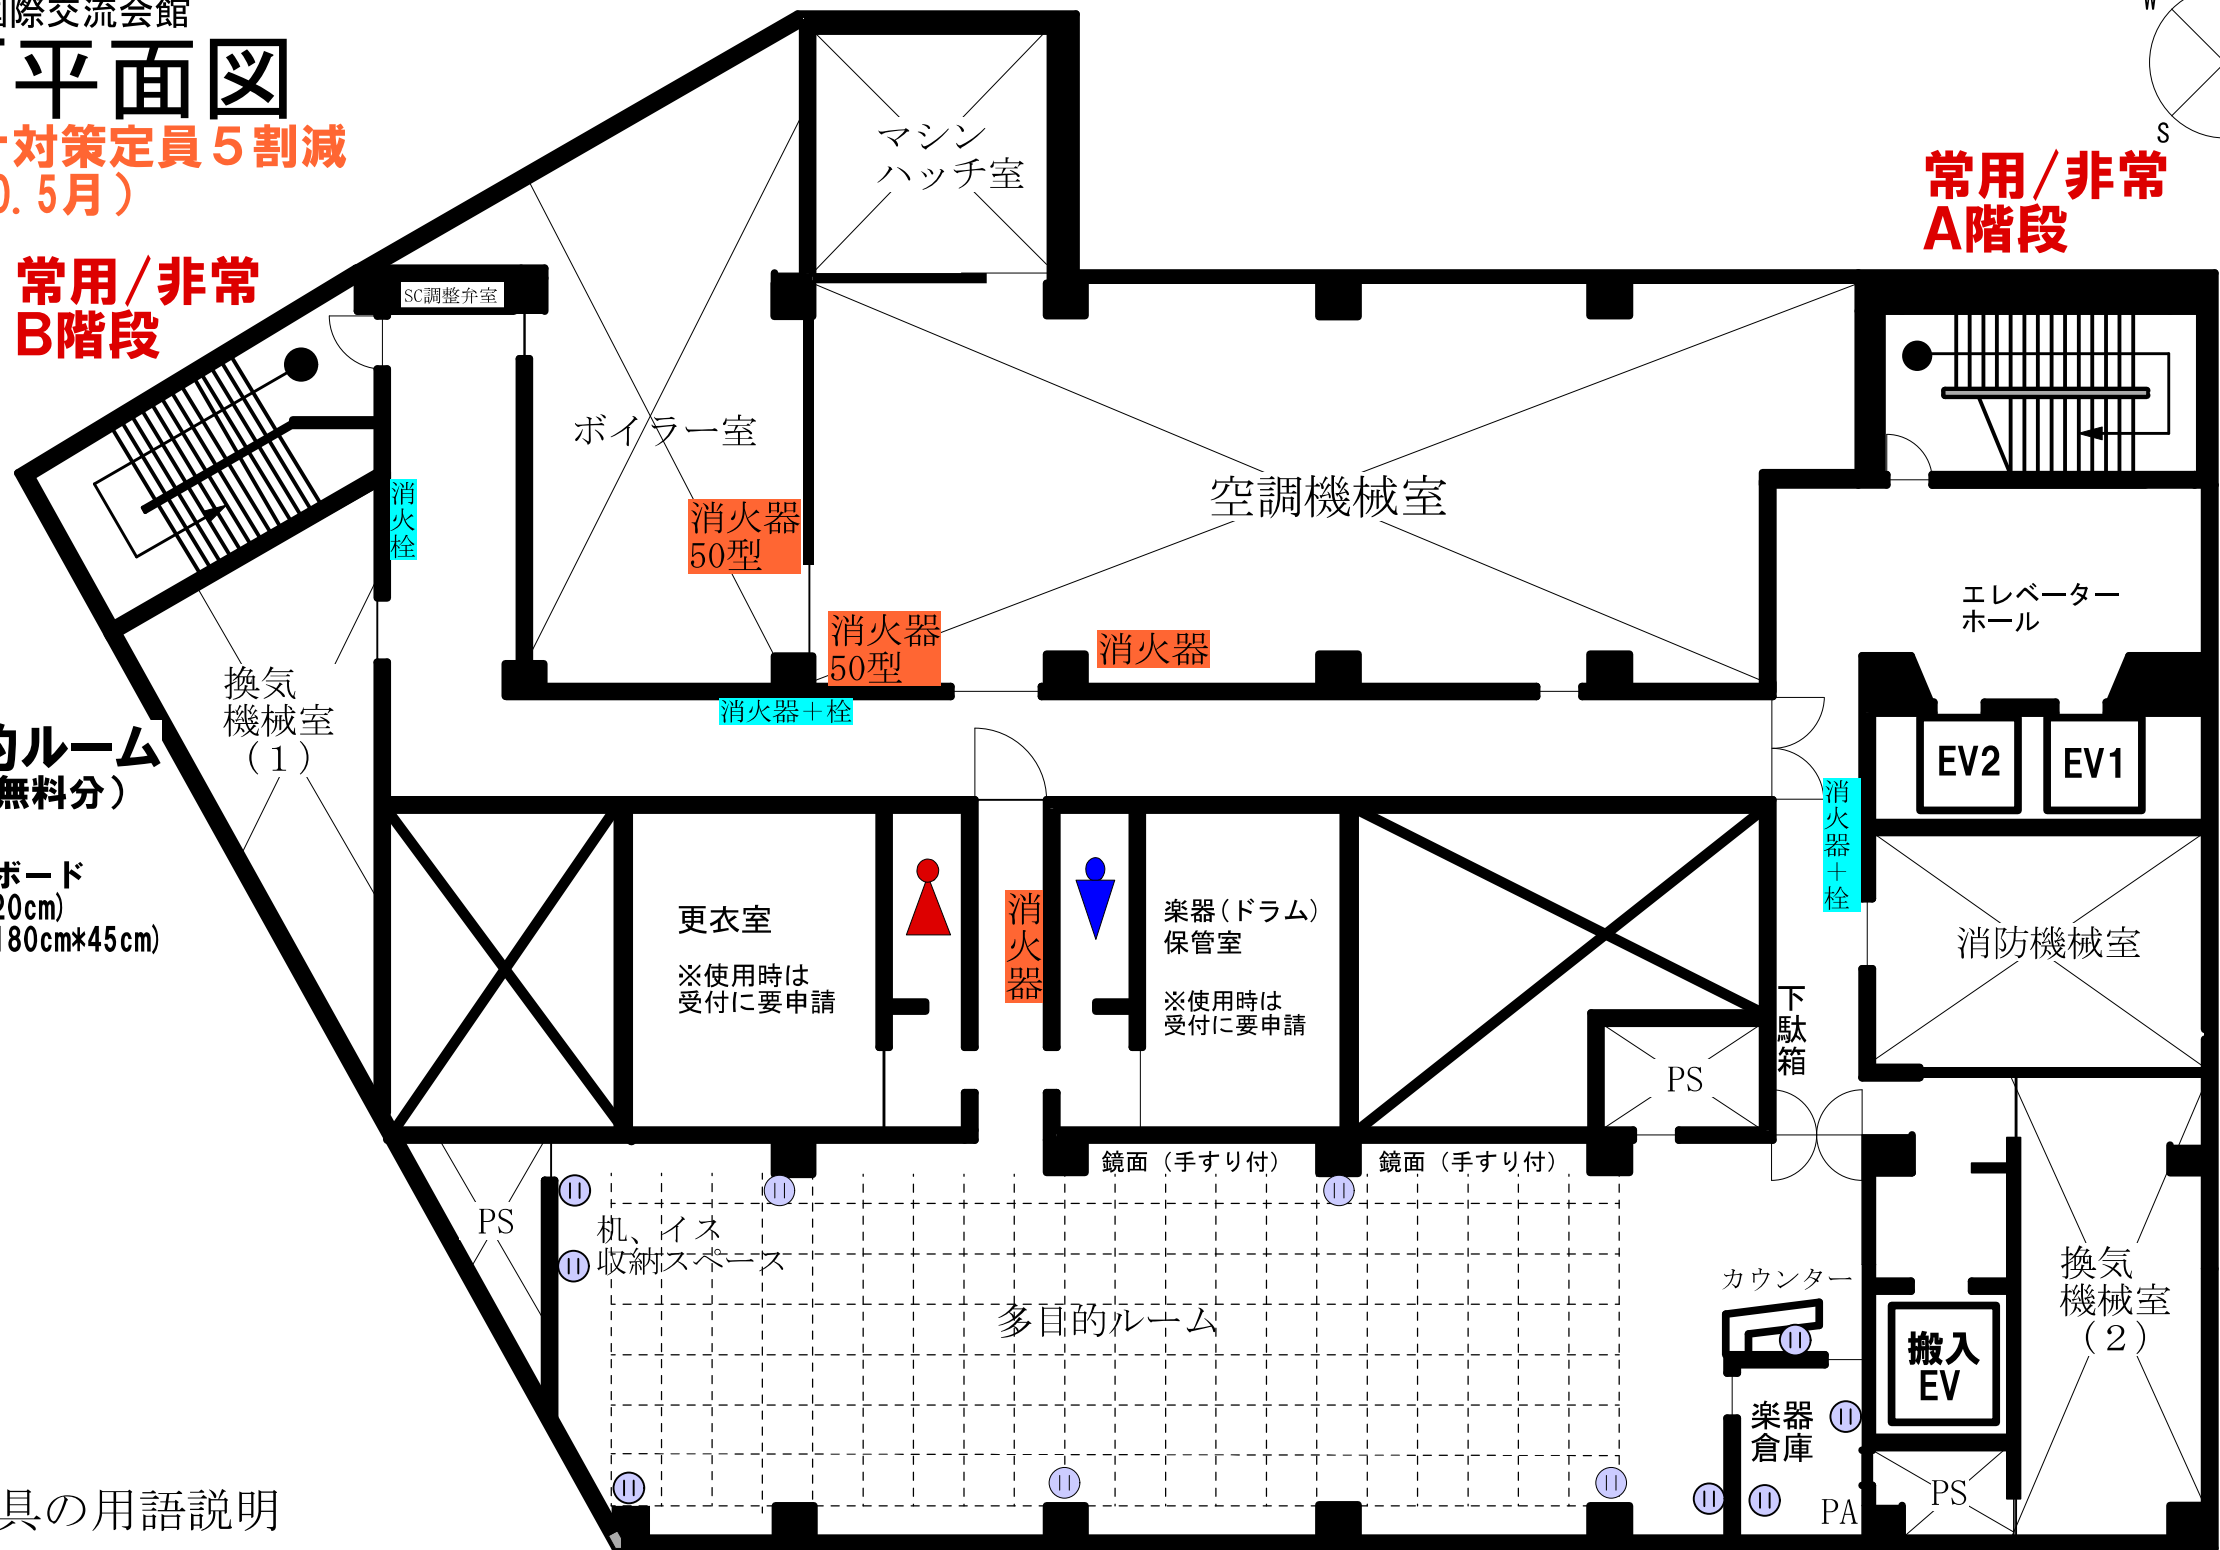 国際交流会館
平面図
対策定員５割減
0. 5月）
W
S
常用/非常
A階段
常用/非常
B階段
マシン
ハッチ室
SC調整弁室
ボイラー室
空調機械室
消火栓
消火器
50型
消火器
50型
消火器
消火器＋栓
エレベーター
ホール
EV2
EV1
換気
機械室
（1）
的ルーム
無料分）
ボード
20cm)
180cm*45cm)
更衣室
※使用時は
受付に要申請
消火器
楽器（ドラム）
保管室
※使用時は
受付に要申請
消火器＋栓
消防機械室
下駄箱
PS
鏡面（手すり付）
鏡面（手すり付）
PS
机、イス
収納スペース
多目的ルーム
カウンター
換気
機械室
（2）
搬入
EV
楽器
倉庫
PS
PA
具の用語説明